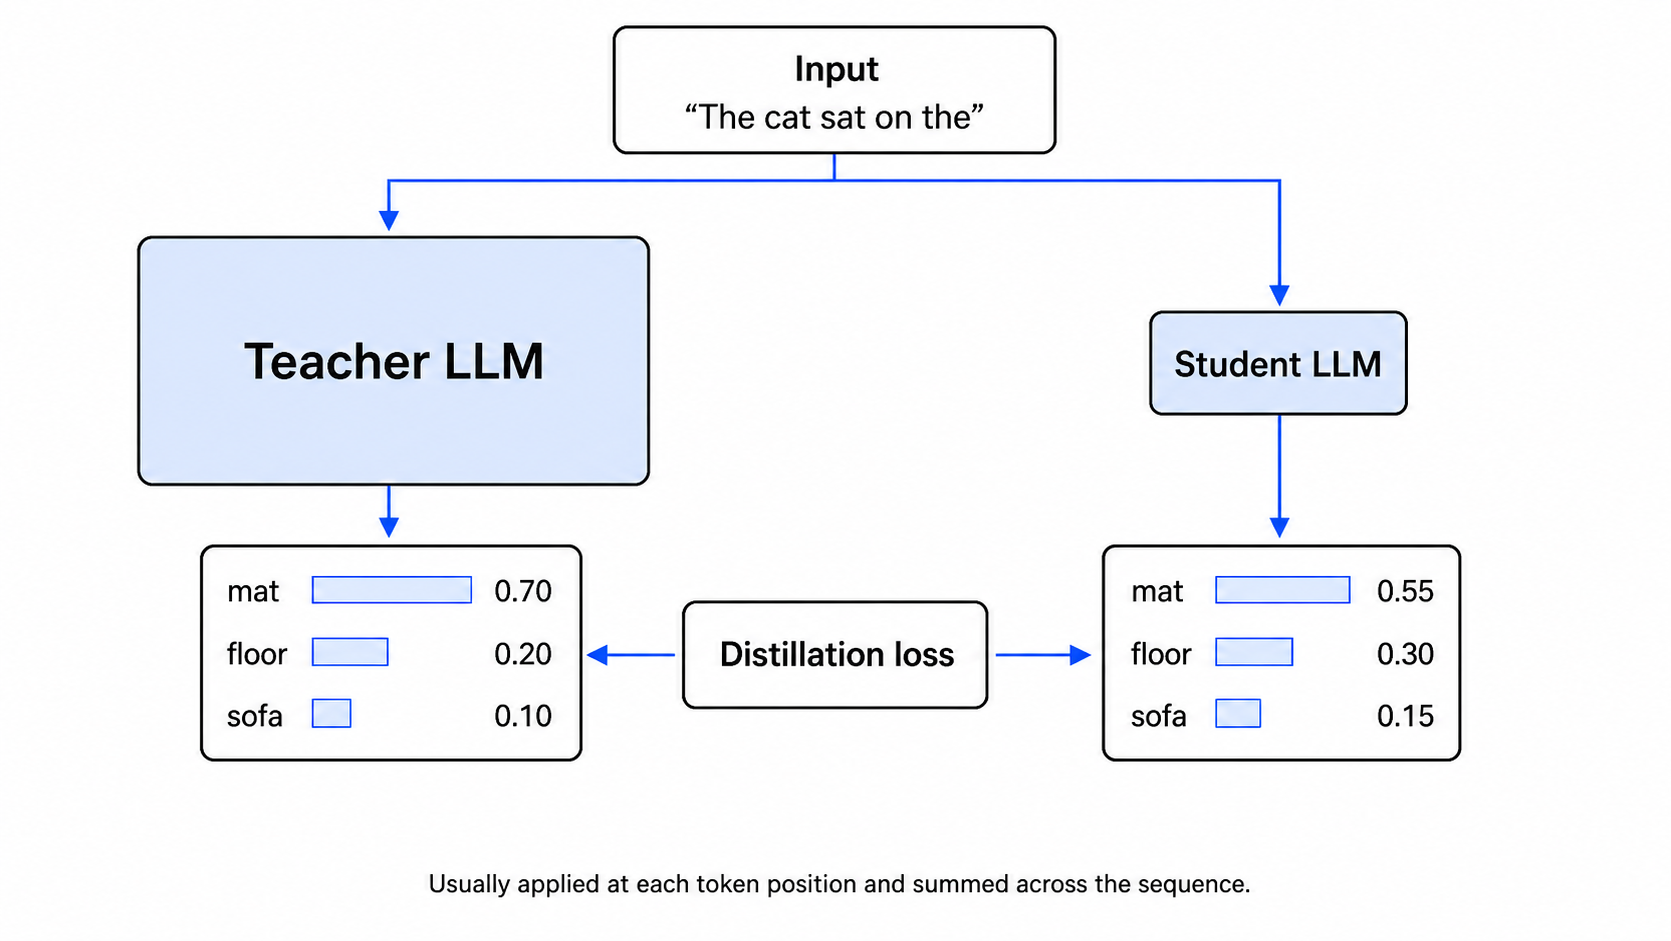 Input
“The cat sat on the”
Teacher LLM
Student LLM
mat 0.70
floor 0.20
sofa 0.10
Distillation loss
mat 0.55
floor 0.30
sofa 0.15
Usually applied at each token position and summed across the sequence.